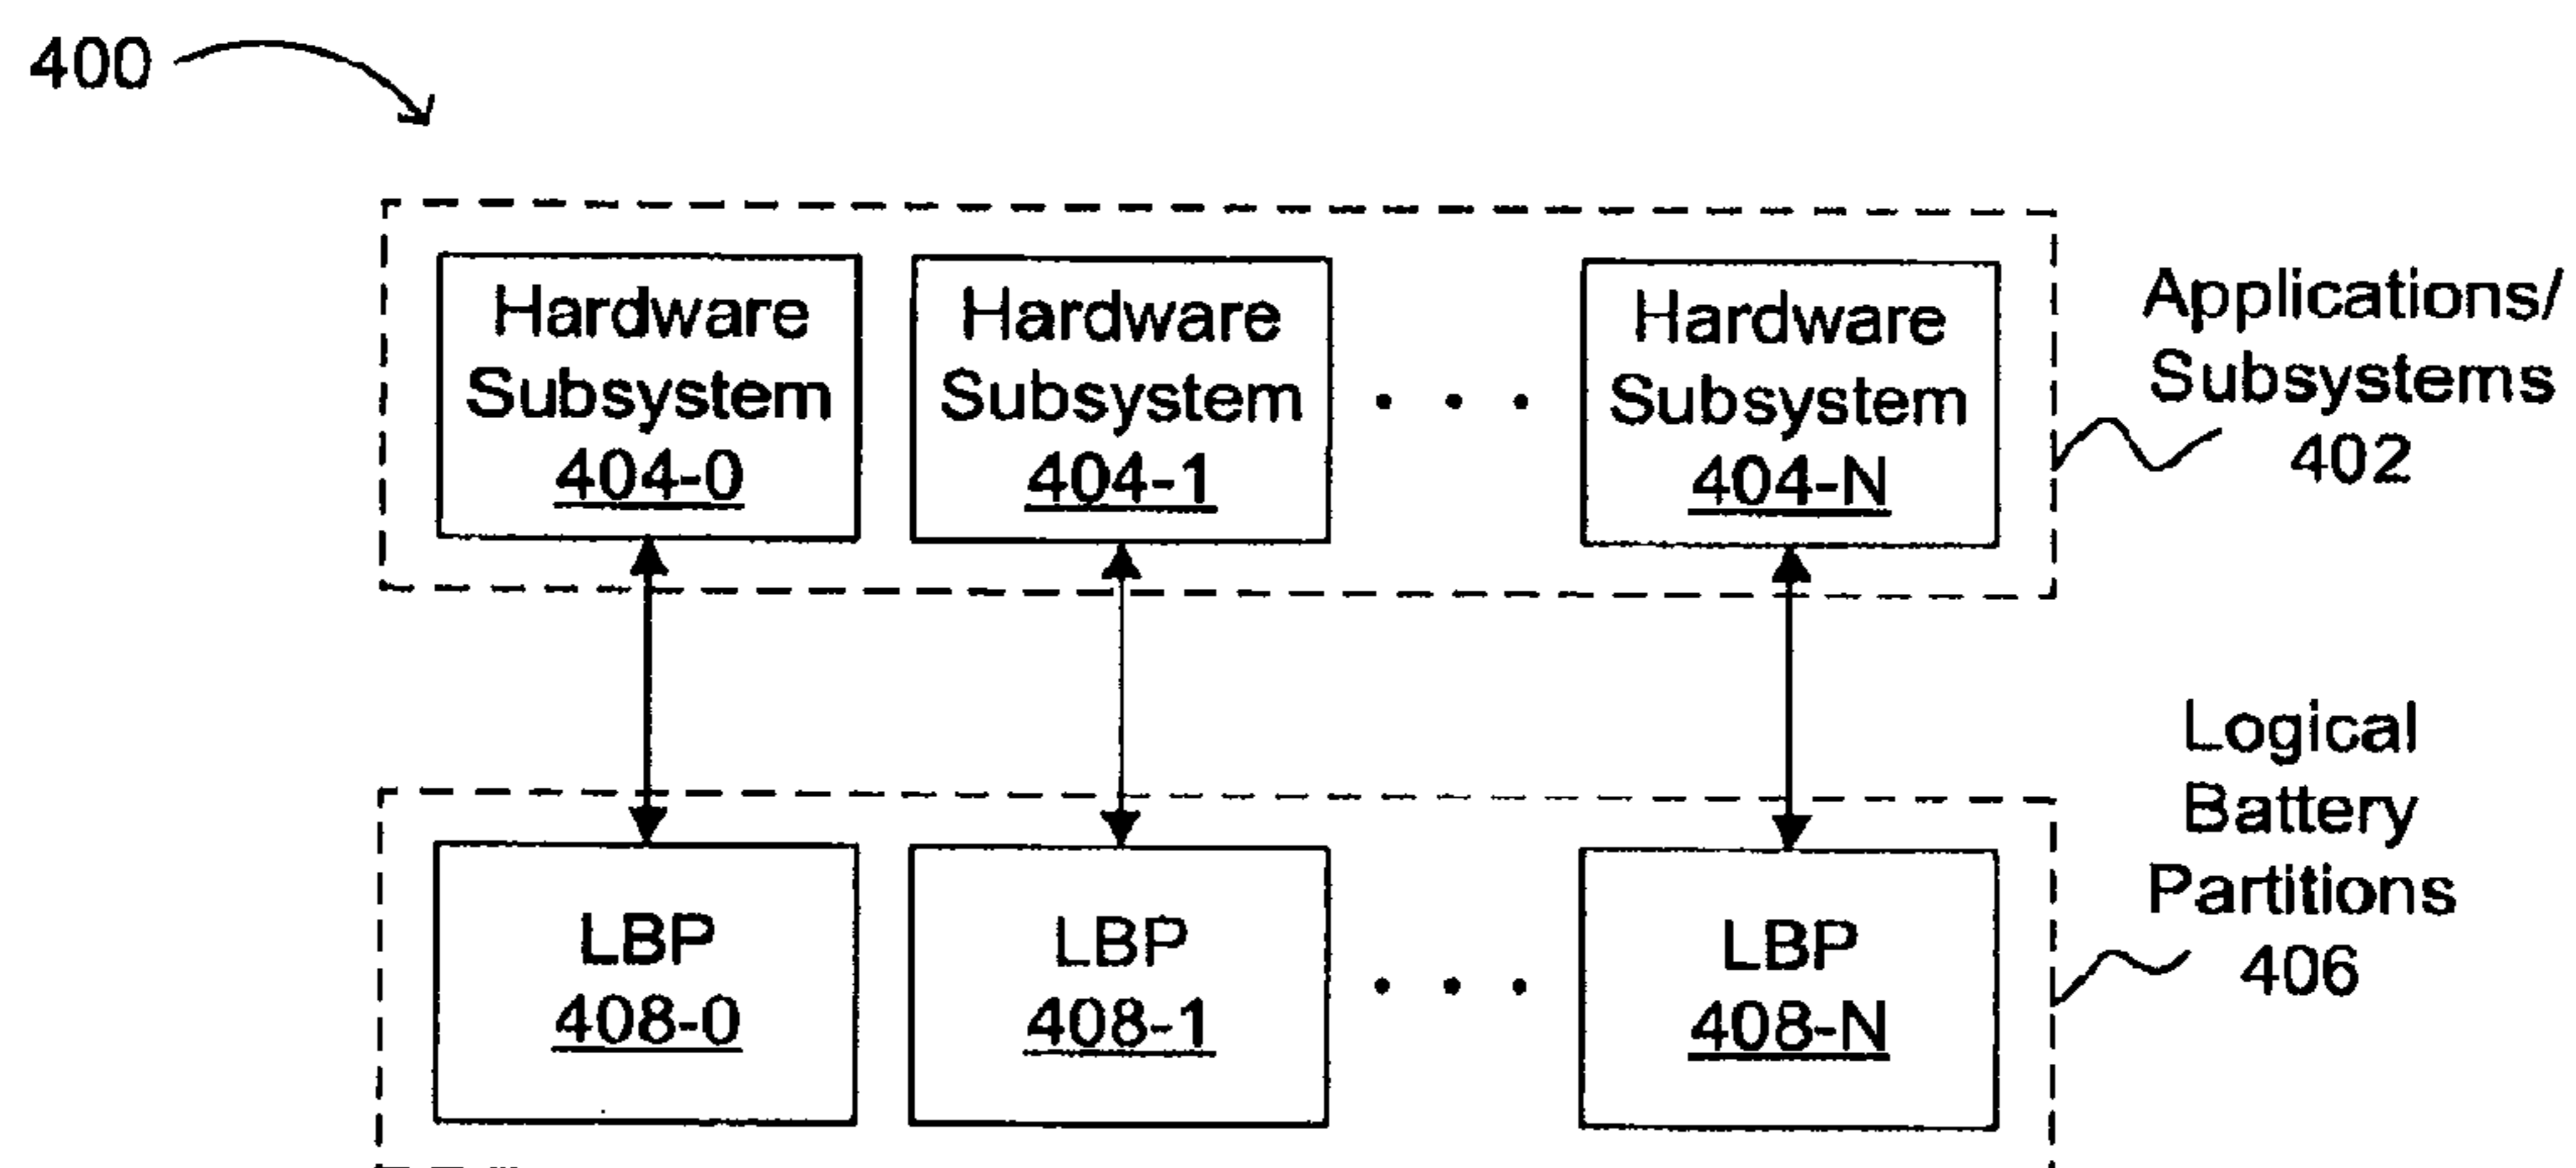 400
Hardware
Subsystem
404-0
Hardware
Subsystem
404-1
. . .
Hardware
Subsystem
404-N
Applications/
Subsystems
402
LBP
408-0
LBP
408-1
. . .
LBP
408-N
Logical
Battery
Partitions
406